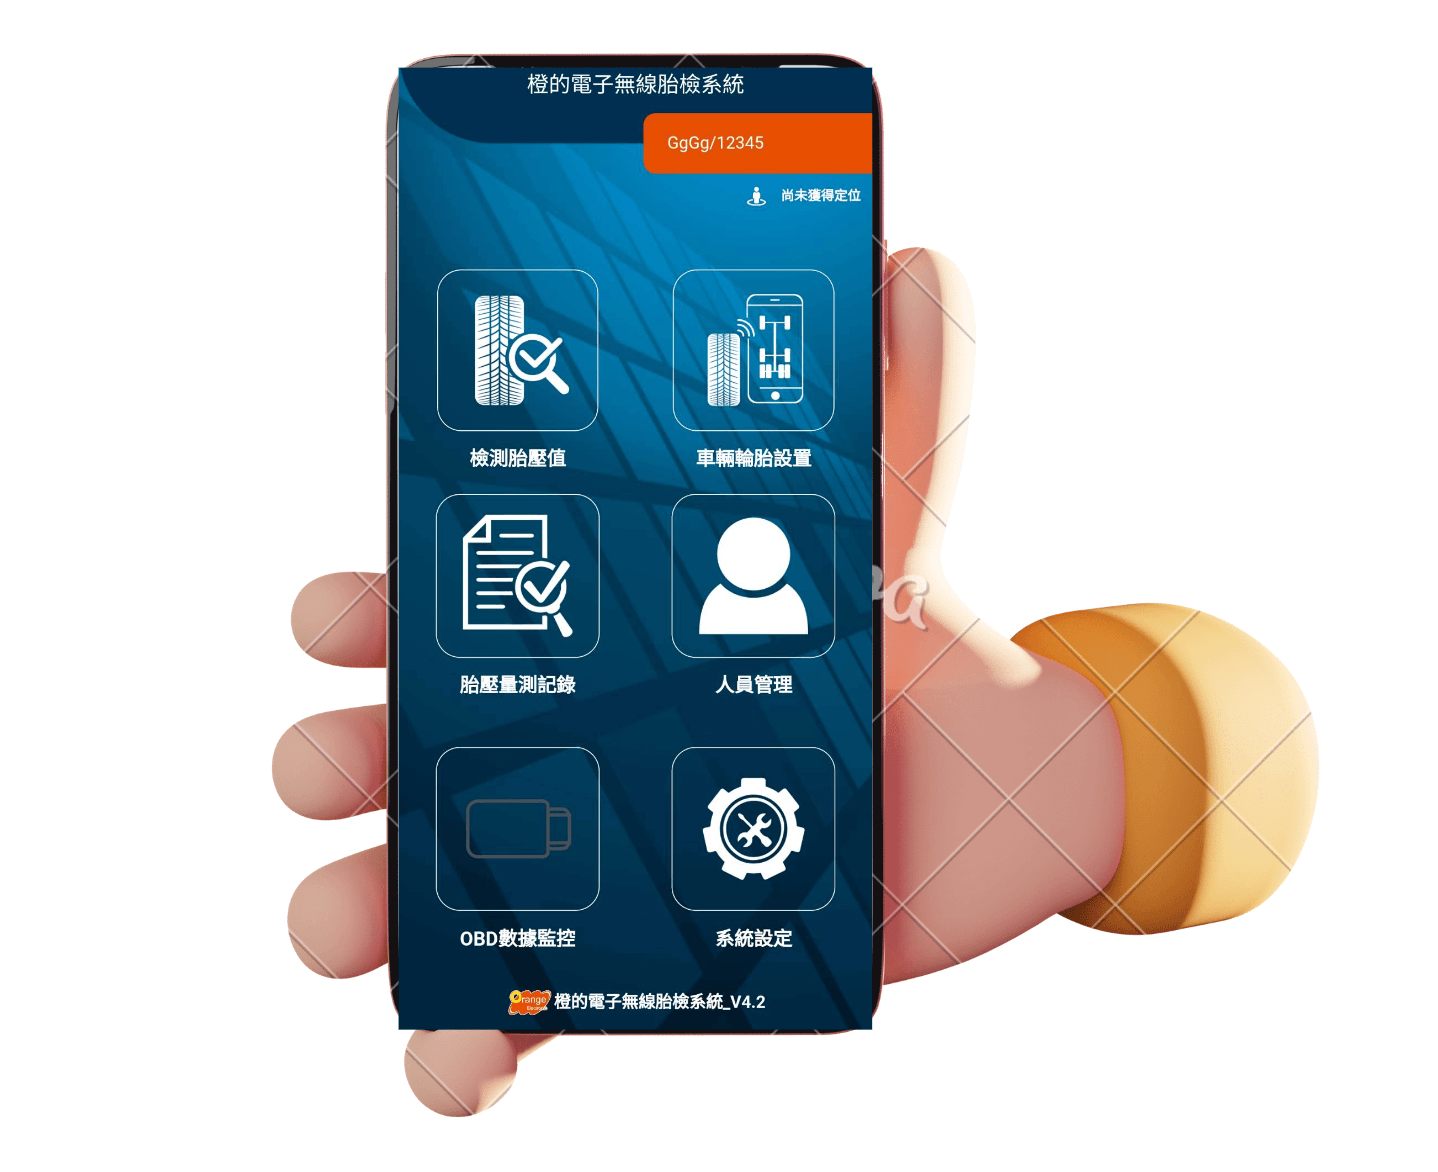 橙的電子無線胎檢系統
GgGg/12345
尚未獲得定位
檢測胎壓值
車輛輪胎設置
胎壓量測記錄
人員管理
OBD數據監控
系統設定
Orange
橙的電子無線胎檢系統_V4.2